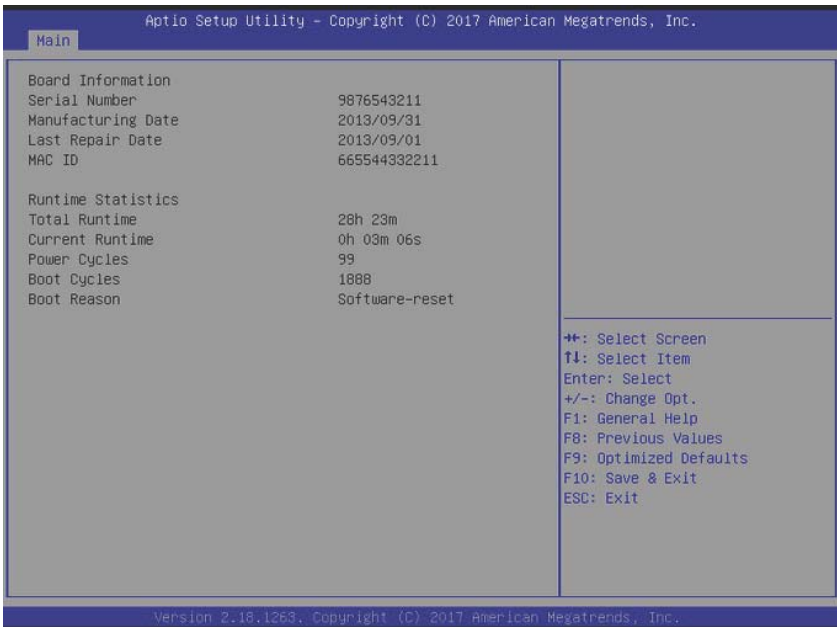 Aptio Setup Utility – Copyright (C) 2017 American Megatrends, Inc.
Main
Board Information
Serial Number 9876543211
Manufacturing Date 2013/09/31
Last Repair Date 2013/09/01
MAC ID 665544332211
Runtime Statistics
Total Runtime 28h 23m
Current Runtime 0h 03m 06s
Power Cycles 99
Boot Cycles 1888
Boot Reason Software-reset
→←: Select Screen
↑↓: Select Item
Enter: Select
+/-: Change Opt.
F1: General Help
F8: Previous Values
F9: Optimized Defaults
F10: Save & Exit
ESC: Exit
Version 2.18.1263. Copyright (C) 2017 American Megatrends, Inc.